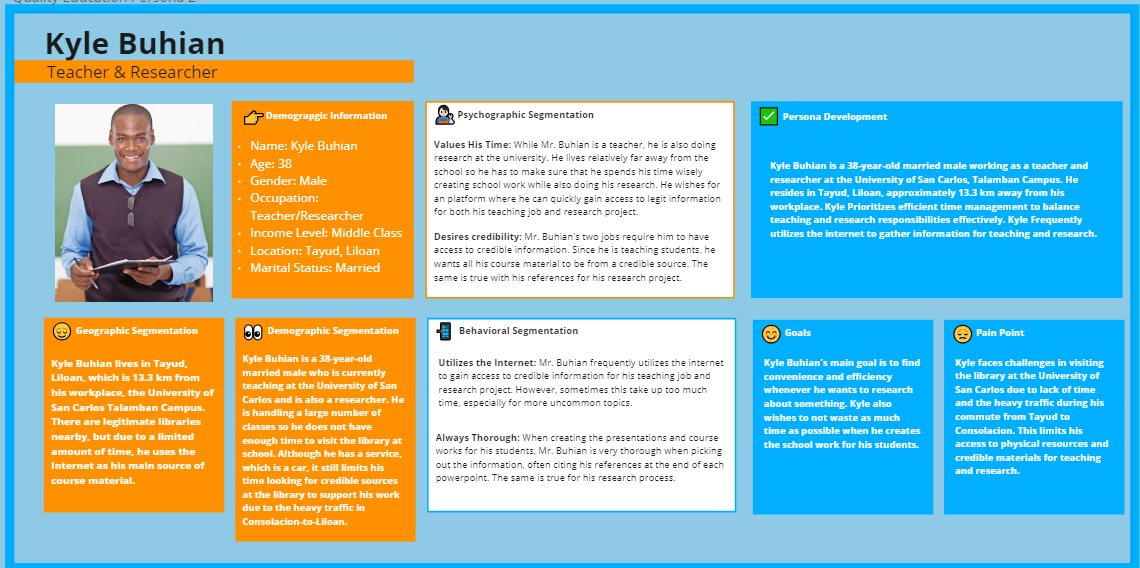 Quality Education Persona 2
Kyle Buhian
Teacher & Researcher
Demograpgic Information
• Name: Kyle Buhian
• Age: 38
• Gender: Male
• Occupation:
Teacher/Researcher
• Income Level: Middle Class
• Location: Tayud, Liloan
• Marital Status: Married
Psychographic Segmentation
Values His Time: While Mr. Buhian is a teacher, he is also doing
research at the university. He lives relatively far away from the
school so he has to make sure that he spends his time wisely
creating school work while also doing his research. He wishes for
an platform where he can quickly gain access to legit information
for both his teaching job and research project.
Desires credibility: Mr. Buhian's two jobs require him to have
access to credible information. Since he is teaching students, he
wants all his course material to be from a credible source. The
same is true with his references for his research project.
Persona Development
Kyle Buhian is a 38-year-old married male working as a teacher and
researcher at the University of San Carlos, Talamban Campus. He
resides in Tayud, Liloan, approximately 13.3 km away from his
workplace. Kyle Prioritizes efficient time management to balance
teaching and research responsibilities effectively. Kyle Frequently
utilizes the internet to gather information for teaching and research.
Geographic Segmentation
Kyle Buhian lives in Tayud,
Liloan, which is 13.3 km from
his workplace, the University of
San Carlos Talamban Campus.
There are legitimate libraries
nearby, but due to a limited
amount of time, he uses the
Internet as his main source of
course material.
Demographic Segmentation
Kyle Buhian is a 38-year-old
married male who is currently
teaching at the University of San
Carlos and is also a researcher. He
is handling a large number of
classes so he does not have
enough time to visit the library at
school. Although he has a service,
which is a car, it still limits his
time looking for credible sources
at the library to support his work
due to the heavy traffic in
Consolacion-to-Liloan.
Behavioral Segmentation
Utilizes the Internet: Mr. Buhian frequently utilizes the internet
to gain access to credible information for his teaching job and
research project. However, sometimes this take up too much
time, especially for more uncommon topics.
Always Thorough: When creating the presentations and course
works for his students, Mr. Buhian is very thorough when picking
out the information, often citing his references at the end of each
powerpoint. The same is true for his research process.
Goals
Kyle Buhian's main goal is to find
convenience and efficiency
whenever he wants to research
about something. Kyle also
wishes to not waste as much
time as possible when he creates
the school work for his students.
Pain Point
Kyle faces challenges in visiting
the library at the University of
San Carlos due to lack of time
and the heavy traffic during his
commute from Tayud to
Consolacion. This limits his
access to physical resources and
credible materials for teaching
and research.